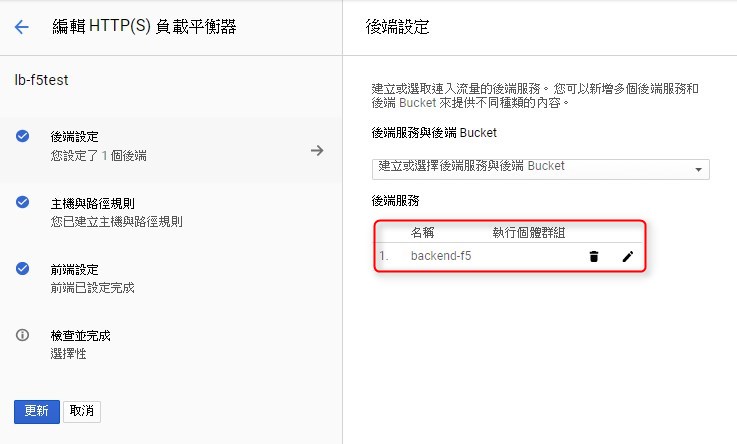 編輯 HTTP(S) 負載平衡器
lb-f5test
後端設定
您設定了 1 個後端
主機與路徑規則
您已建立主機與路徑規則
前端設定
前端已設定完成
檢查並完成
選擇性
更新 取消
後端設定
建立或選取連入流量的後端服務。您可以新增多個後端服務和
後端 Bucket 來提供不同種類的內容。
後端服務與後端 Bucket
建立或選擇後端服務與後端 Bucket
後端服務
名稱 執行個體群組
1. backend-f5